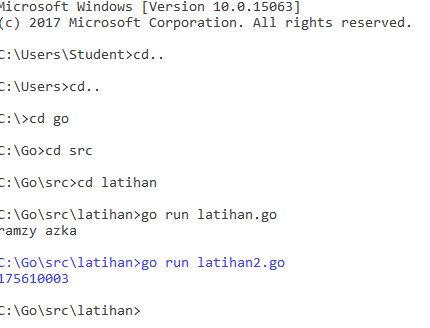 Microsoft Windows [Version 10.0.15063]
(c) 2017 Microsoft Corporation. All rights reserved.
C:\Users\Student>cd..
C:\Users>cd..
C:\>cd go
C:\Go>cd src
C:\Go\src>cd latihan
C:\Go\src\latihan>go run latihan.go
ramzy azka
C:\Go\src\latihan>go run latihan2.go
175610003
C:\Go\src\latihan>